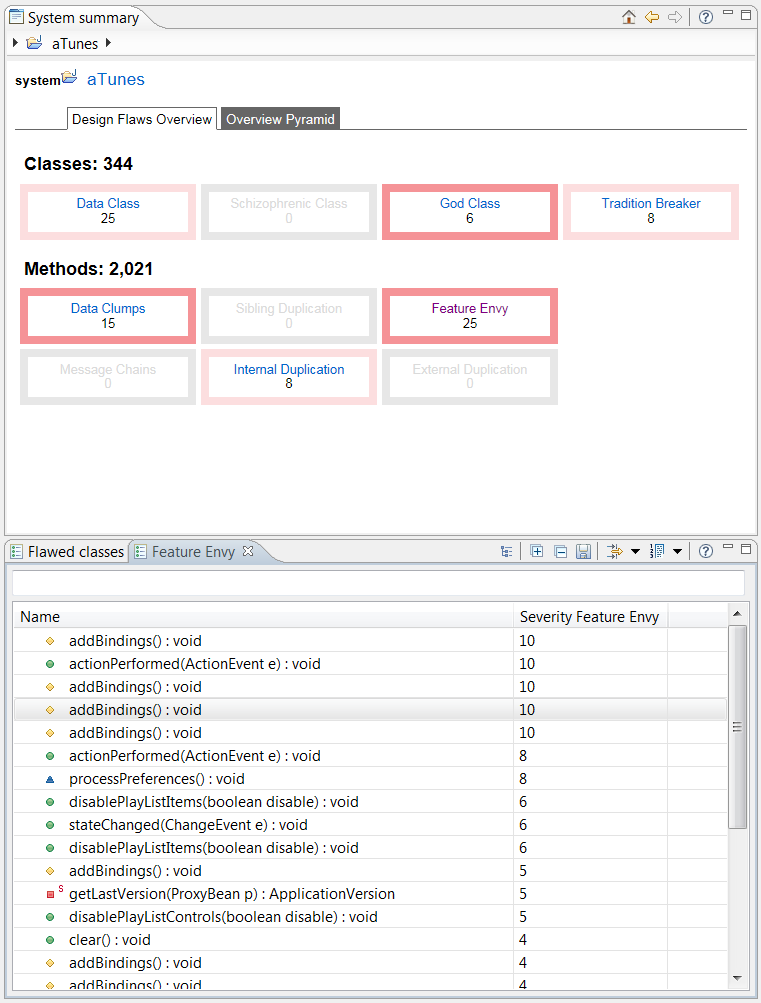 System summary
aTunes
system aTunes
Design Flaws Overview Overview Pyramid
Classes: 344
Data Class Schizophrenic Class God Class Tradition Breaker
25 0 6 8
Methods: 2,021
Data Clumps Sibling Duplication Feature Envy
15 0 25
Message Chains Internal Duplication External Duplication
0 8 0
Flawed classes Feature Envy
Name Severity Feature Envy
addBindings() : void 10
actionPerformed(ActionEvent e) : void 10
addBindings() : void 10
addBindings() : void 10
addBindings() : void 10
actionPerformed(ActionEvent e) : void 8
processPreferences() : void 8
disablePlayListItems(boolean disable) : void 6
stateChanged(ChangeEvent e) : void 6
disablePlayListItems(boolean disable) : void 6
addBindings() : void 5
S getLastVersion(ProxyBean p) : ApplicationVersion 5
disablePlayListControls(boolean disable) : void 5
clear() : void 4
addBindings() : void 4
addBindings() : void 4